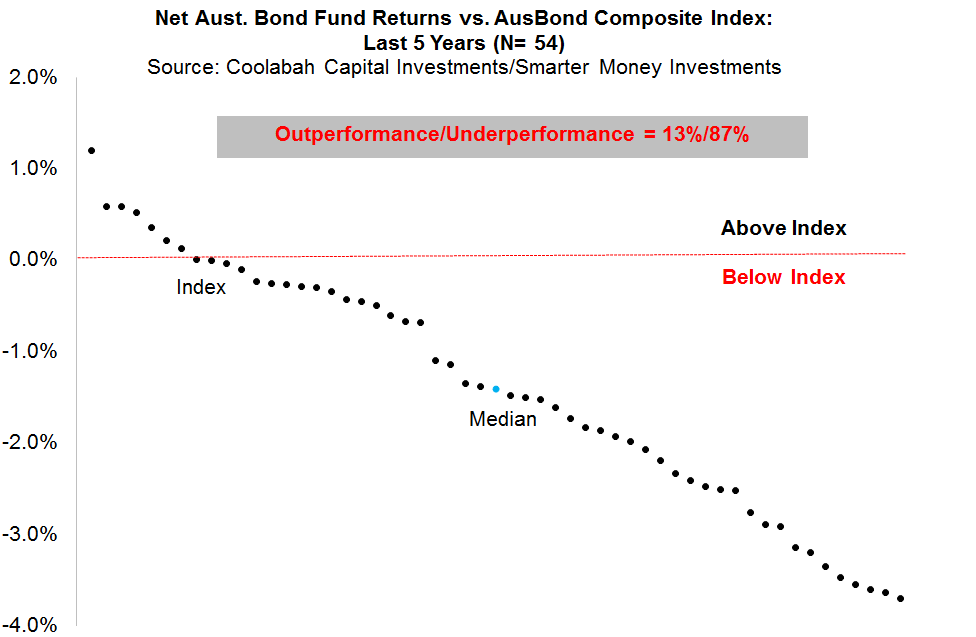 Net Aust. Bond Fund Returns vs. AusBond Composite Index:
Last 5 Years (N= 54)
Source: Coolabah Capital Investments/Smarter Money Investments
2.0%
Outperformance/Underperformance = 13%/87%
1.0%
Above Index
0.0%
Below Index
Index
-1.0%
Median
-2.0%
-3.0%
-4.0%